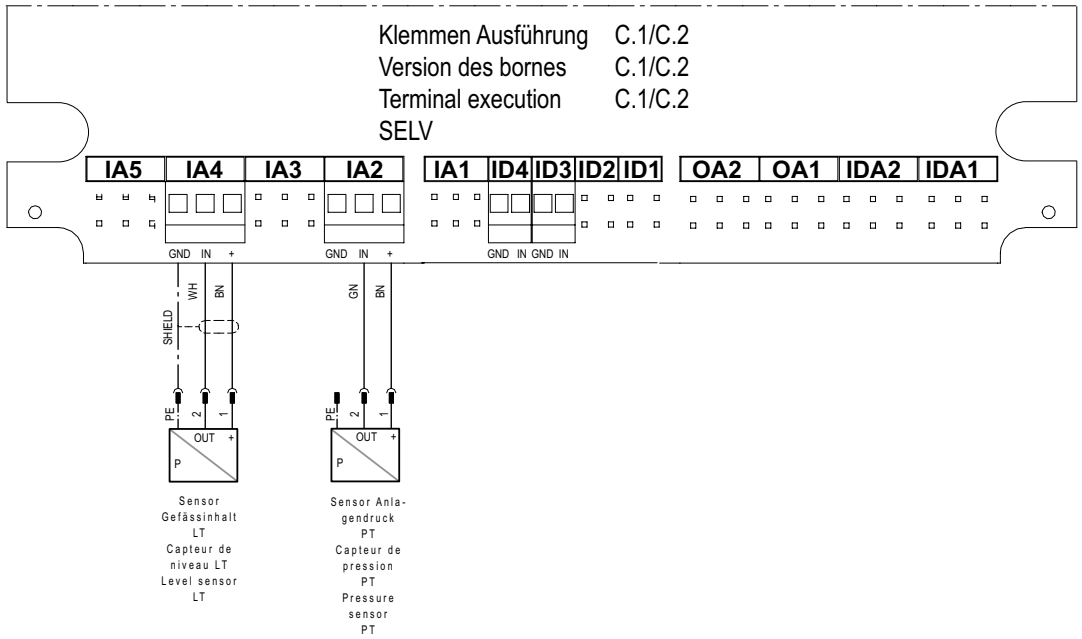 Klemmen Ausführung C.1/C.2
Version des bornes C.1/C.2
Terminal execution C.1/C.2
SELV
IA5 IA4 IA3 IA2 IA1 ID4 ID3 ID2 ID1 OA2 OA1 IDA2 IDA1
GND IN + GND IN + GND IN GND IN
SHIELD WH BN GN BN
PE 2 1 PE 2 1
OUT + OUT +
P P
Sensor
Gefässinhalt
LT
Capteur de
niveau LT
Level sensor
LT
Sensor Anla-
gendruck
PT
Capteur de
pression
PT
Pressure
sensor
PT